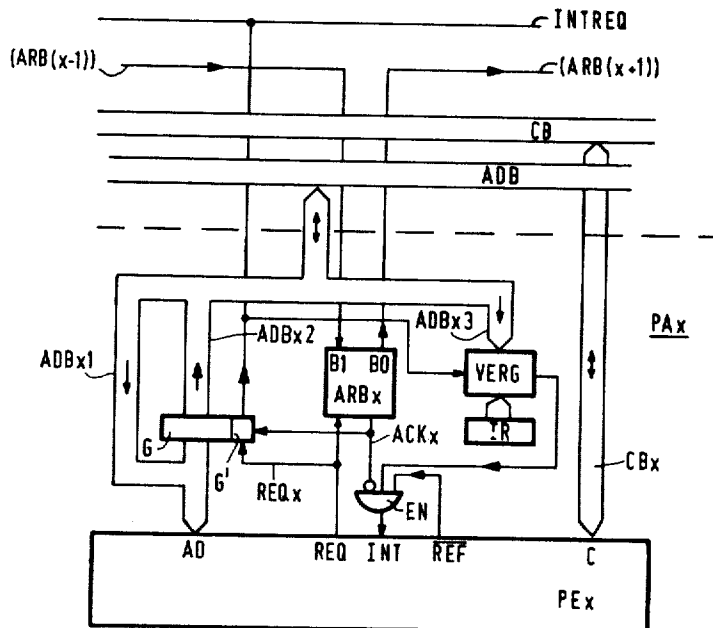 INTREQ
(ARB(x-1))
(ARB(x+1))
CB
ADB
PAx
ADBx1
ADBx2
ADBx3
B1 B0
ARBx
VERG
IR
G
G'
REQx
ACKx
EN
CBx
AD REQ INT REF C
PEx